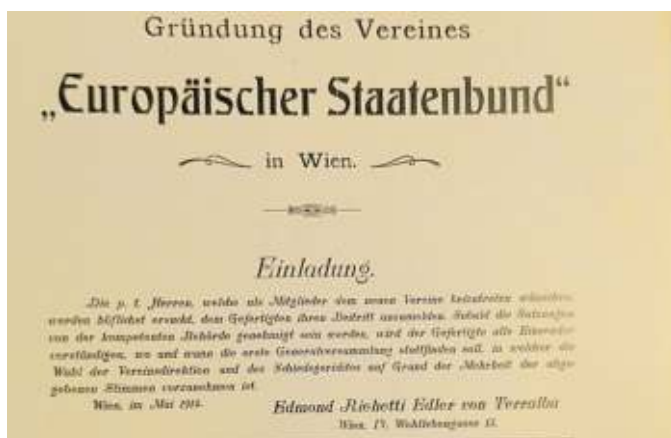 Gründung des Vereines
„Europäischer Staatenbund“
in Wien.
Einladung.
Die p. t. Herren, welche als Mitglieder dem neuen Vereine beizutreten wünschen,
werden höflichst ersucht, dem Gefertigten ihren Beitritt anzumelden. Sobald die Satzungen
von der kompetenten Behörde genehmigt sein werden, wird der Gefertigte alle
verständigen, wo und wann die erste Generalversammlung stattfinden soll, in welcher die
Wahl der Vereinsdirektion und des Schiedsgerichtes auf Grund der Mehrheit der abge-
gebenen Stimmen vorzunehmen ist.
Wien, im Mai 1914.
Edmond Richetti Edler von Terralba
Wien, IV. Wohllebengasse 15.